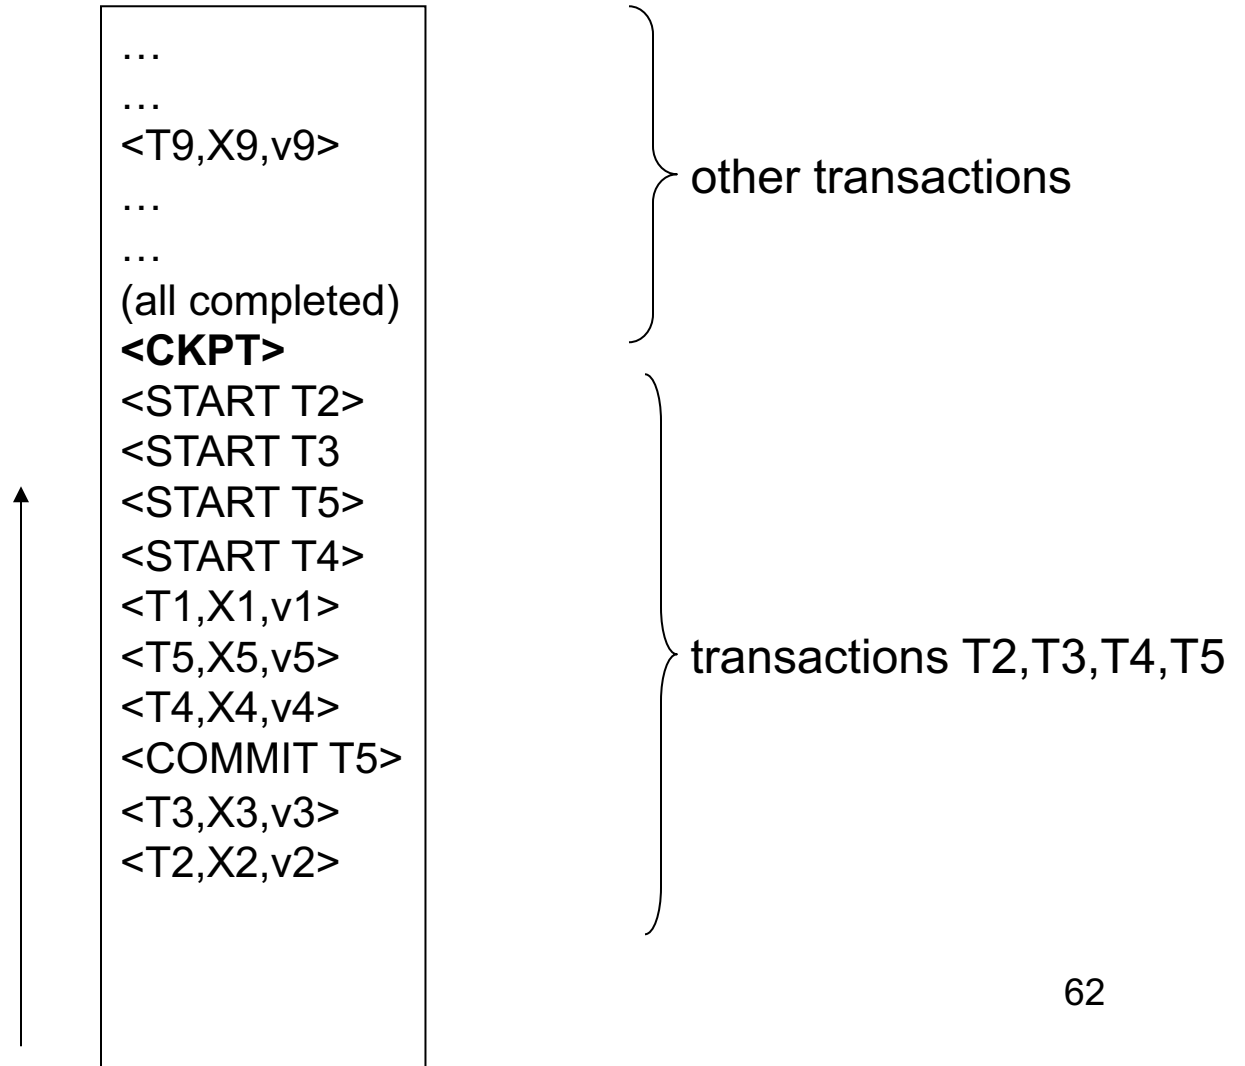 …
…
<T9,X9,v9>
…
…
(all completed)
<CKPT>
<START T2>
<START T3
<START T5>
<START T4>
<T1,X1,v1>
<T5,X5,v5>
<T4,X4,v4>
<COMMIT T5>
<T3,X3,v3>
<T2,X2,v2>
other transactions
transactions T2,T3,T4,T5
62